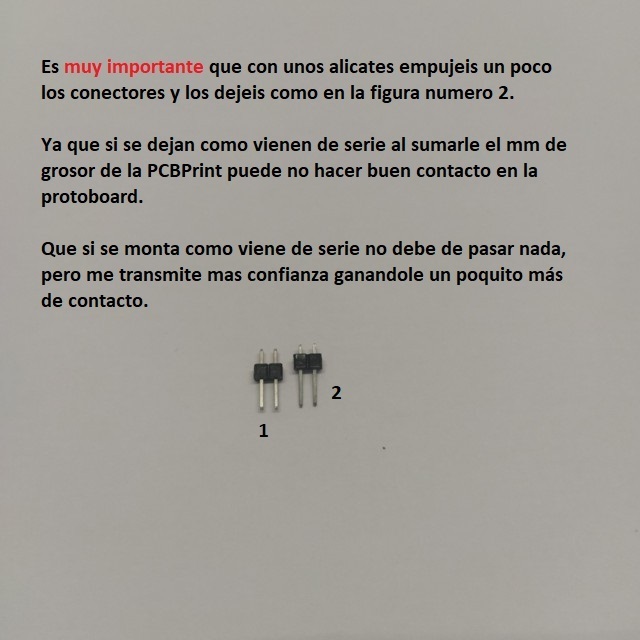 Es muy importante que con unos alicates empujeis un poco
los conectores y los dejeis como en la figura numero 2.
Ya que si se dejan como vienen de serie al sumarle el mm de
grosor de la PCBPrint puede no hacer buen contacto en la
protoboard.
Que si se monta como viene de serie no debe de pasar nada,
pero me transmite mas confianza ganandole un poquito más
de contacto.
2
1